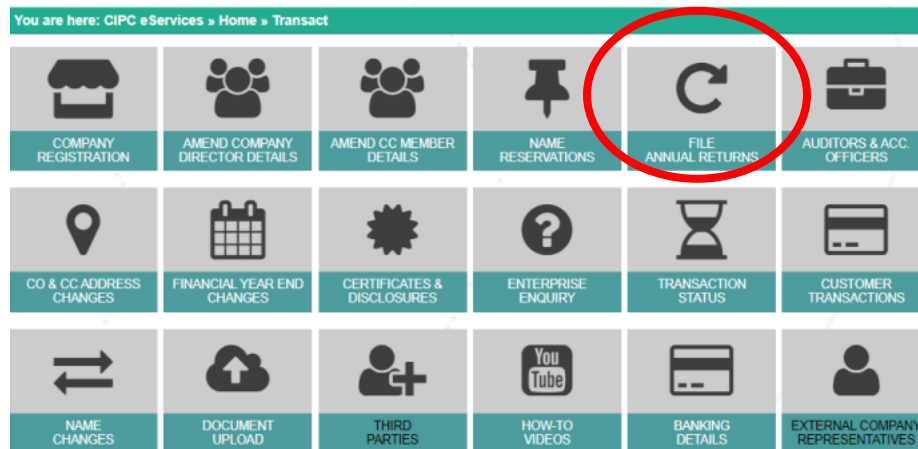 You are here: CIPC eServices » Home » Transact
COMPANY
REGISTRATION
AMEND COMPANY
DIRECTOR DETAILS
AMEND CC MEMBER
DETAILS
NAME
RESERVATIONS
FILE
ANNUAL RETURNS
AUDITORS & ACC.
OFFICERS
CO & CC ADDRESS
CHANGES
FINANCIAL YEAR END
CHANGES
CERTIFICATES &
DISCLOSURES
ENTERPRISE
ENQUIRY
TRANSACTION
STATUS
CUSTOMER
TRANSACTIONS
NAME
CHANGES
DOCUMENT
UPLOAD
THIRD
PARTIES
You
Tube
HOW-TO
VIDEOS
BANKING
DETAILS
EXTERNAL COMPANY
REPRESENTATIVES